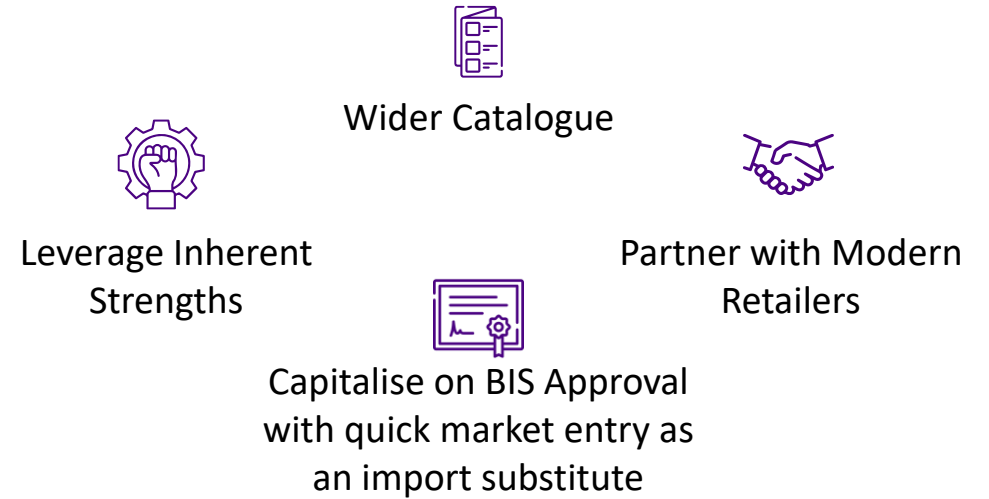 Wider Catalogue
Leverage Inherent
Strengths
Partner with Modern
Retailers
Capitalise on BIS Approval
with quick market entry as
an import substitute